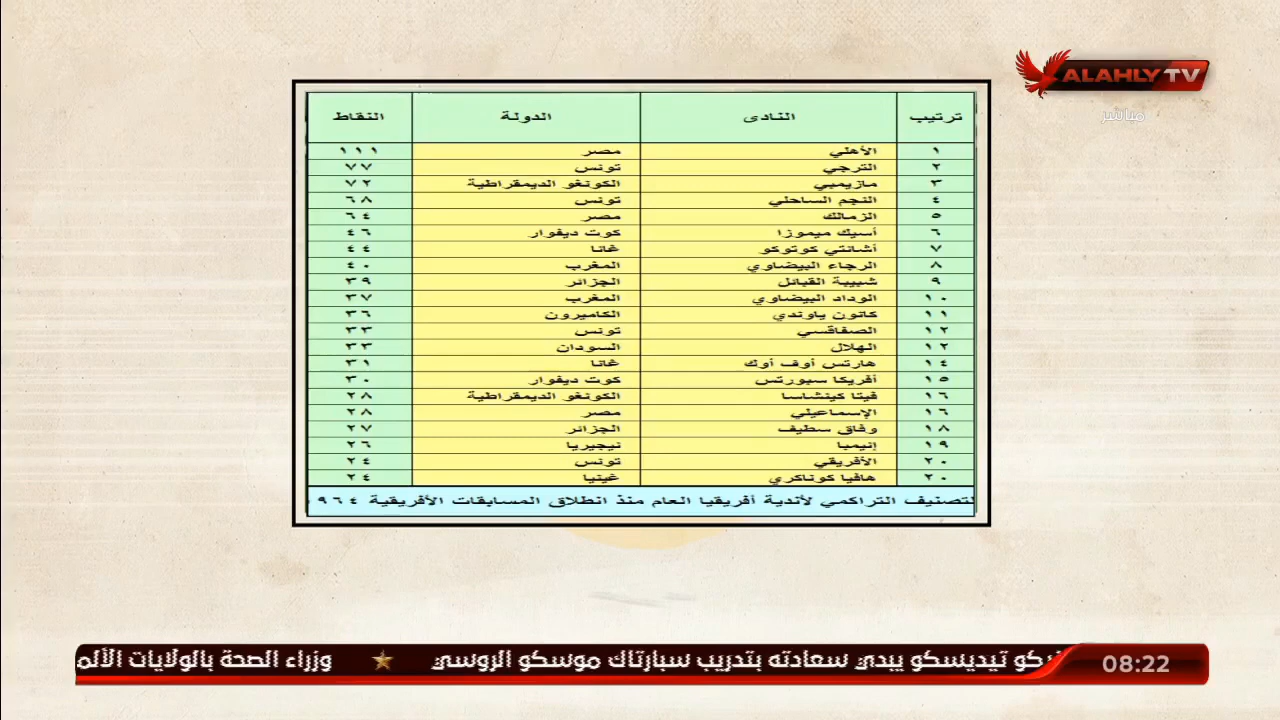 ALAHLY TV
مباشر
ترتيب النادى الدولة النقاط
١ الأهلي مصر ١١١
٢ الترجي تونس ٧٧
٣ مازيمبي الكونغو الديمقراطية ٧٢
٤ النجم الساحلي تونس ٦٨
٥ الزمالك مصر ٦٤
٦ أسيك ميموزا كوت ديفوار ٤٦
٧ أشانتي كوتوكو غانا ٤٤
٨ الرجاء البيضاوي المغرب ٤٠
٩ شبيبة القبائل الجزائر ٣٩
١٠ الوداد البيضاوي المغرب ٣٧
١١ كانون ياوندي الكاميرون ٣٦
١٢ الصفاقسي تونس ٣٣
١٢ الهلال السودان ٣٣
١٤ هارتس أوف أوك غانا ٣١
١٥ أفريكا سبورتس كوت ديفوار ٣٠
١٦ فيتا كينشاسا الكونغو الديمقراطية ٢٨
١٦ الإسماعيلي مصر ٢٨
١٨ وفاق سطيف الجزائر ٢٧
١٩ إنيمبا نيجيريا ٢٦
٢٠ الأفريقي تونس ٢٤
٢٠ هافيا كوناكري غينيا ٢٤
لتصنيف التراكمي لأندية أفريقيا العام منذ انطلاق المسابقات الأفريقية ٩٦٤
08:22 تيديسكو يبدي سعادته بتدريب سبارتاك موسكو الروسي ★ وزراء الصحة بالولايات الألم